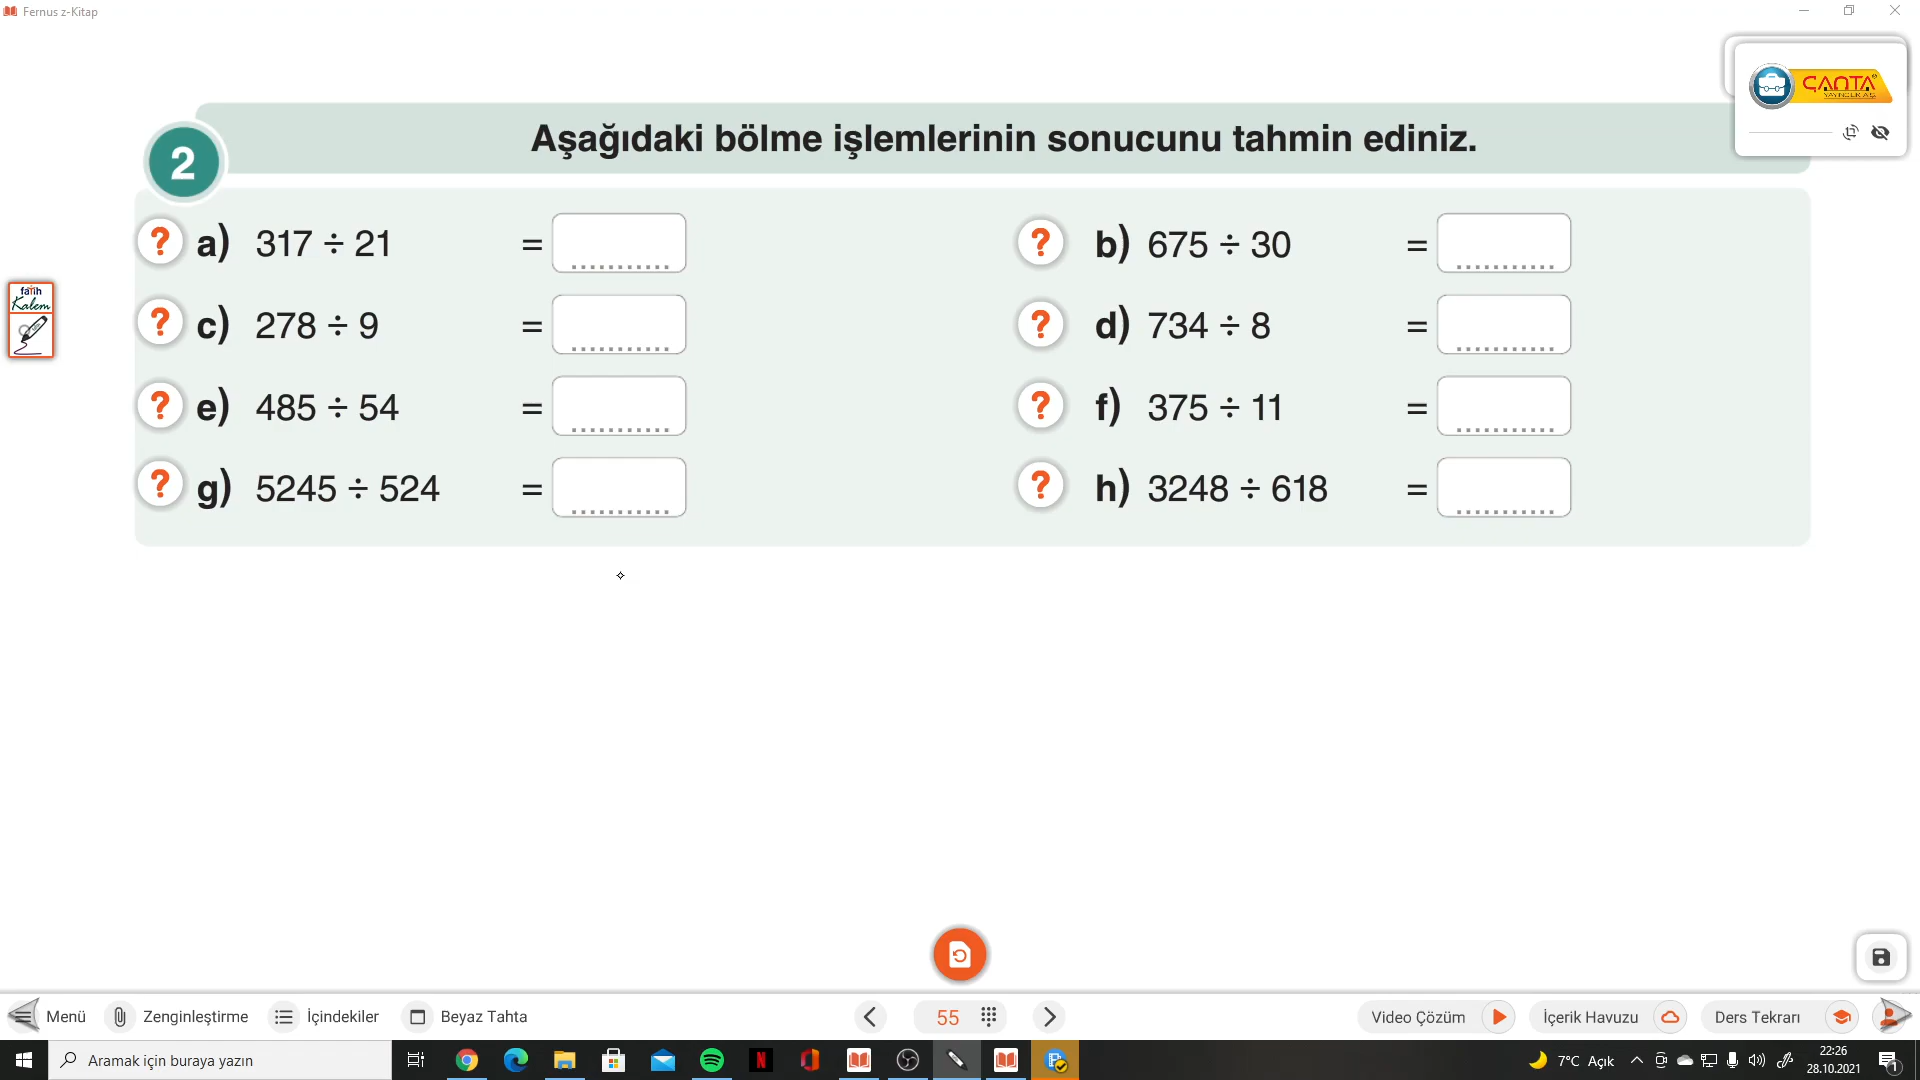 Fernus z-Kitap
ÇANTA
YAYINCILIK A.Ş.
2
Aşağıdaki bölme işlemlerinin sonucunu tahmin ediniz.
? a) 317 ÷ 21 = ...........
? b) 675 ÷ 30 = ...........
? c) 278 ÷ 9 = ...........
? d) 734 ÷ 8 = ...........
? e) 485 ÷ 54 = ...........
? f) 375 ÷ 11 = ...........
? g) 5245 ÷ 524 = ...........
? h) 3248 ÷ 618 = ...........
fatih
Kalem
Menü Zenginleştirme İçindekiler Beyaz Tahta 55 Video Çözüm İçerik Havuzu Ders Tekrarı
Aramak için buraya yazın
7°C Açık
22:26
28.10.2021
1